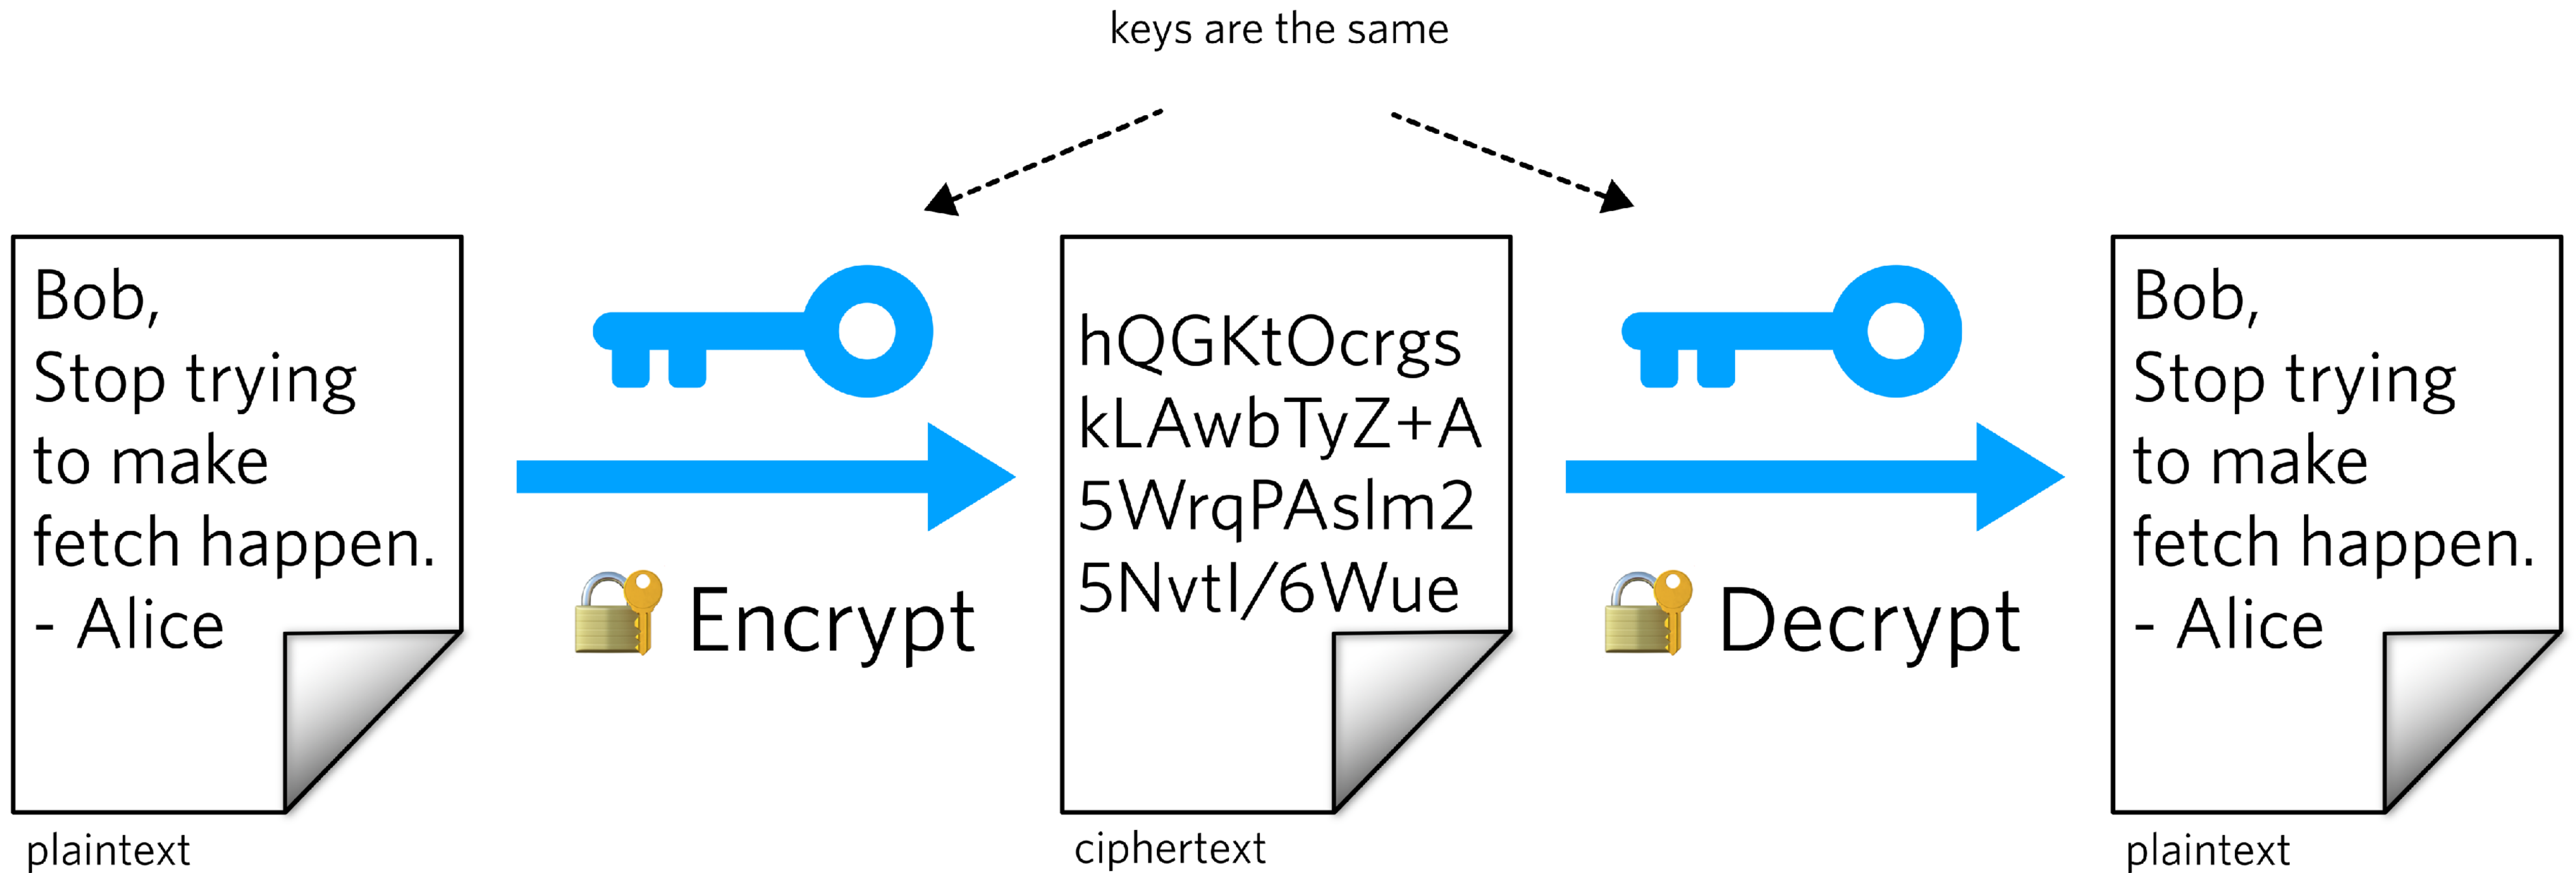 keys are the same
Bob,
Stop trying
to make
fetch happen.
- Alice
plaintext
Encrypt
hQGKtOcrgs
kLAwbTyZ+A
5WrqPAslm2
5NvtI/6Wue
ciphertext
Decrypt
Bob,
Stop trying
to make
fetch happen.
- Alice
plaintext